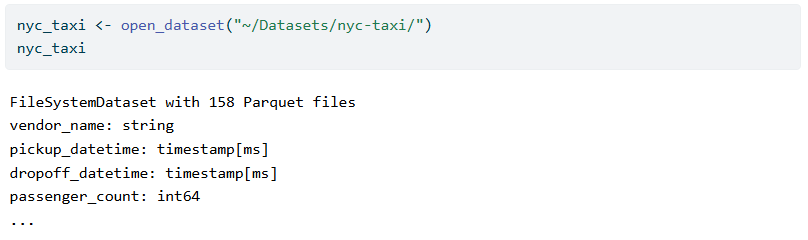 nyc_taxi <- open_dataset("~/Datasets/nyc-taxi/")
nyc_taxi
FileSystemDataset with 158 Parquet files
vendor_name: string
pickup_datetime: timestamp[ms]
dropoff_datetime: timestamp[ms]
passenger_count: int64
...